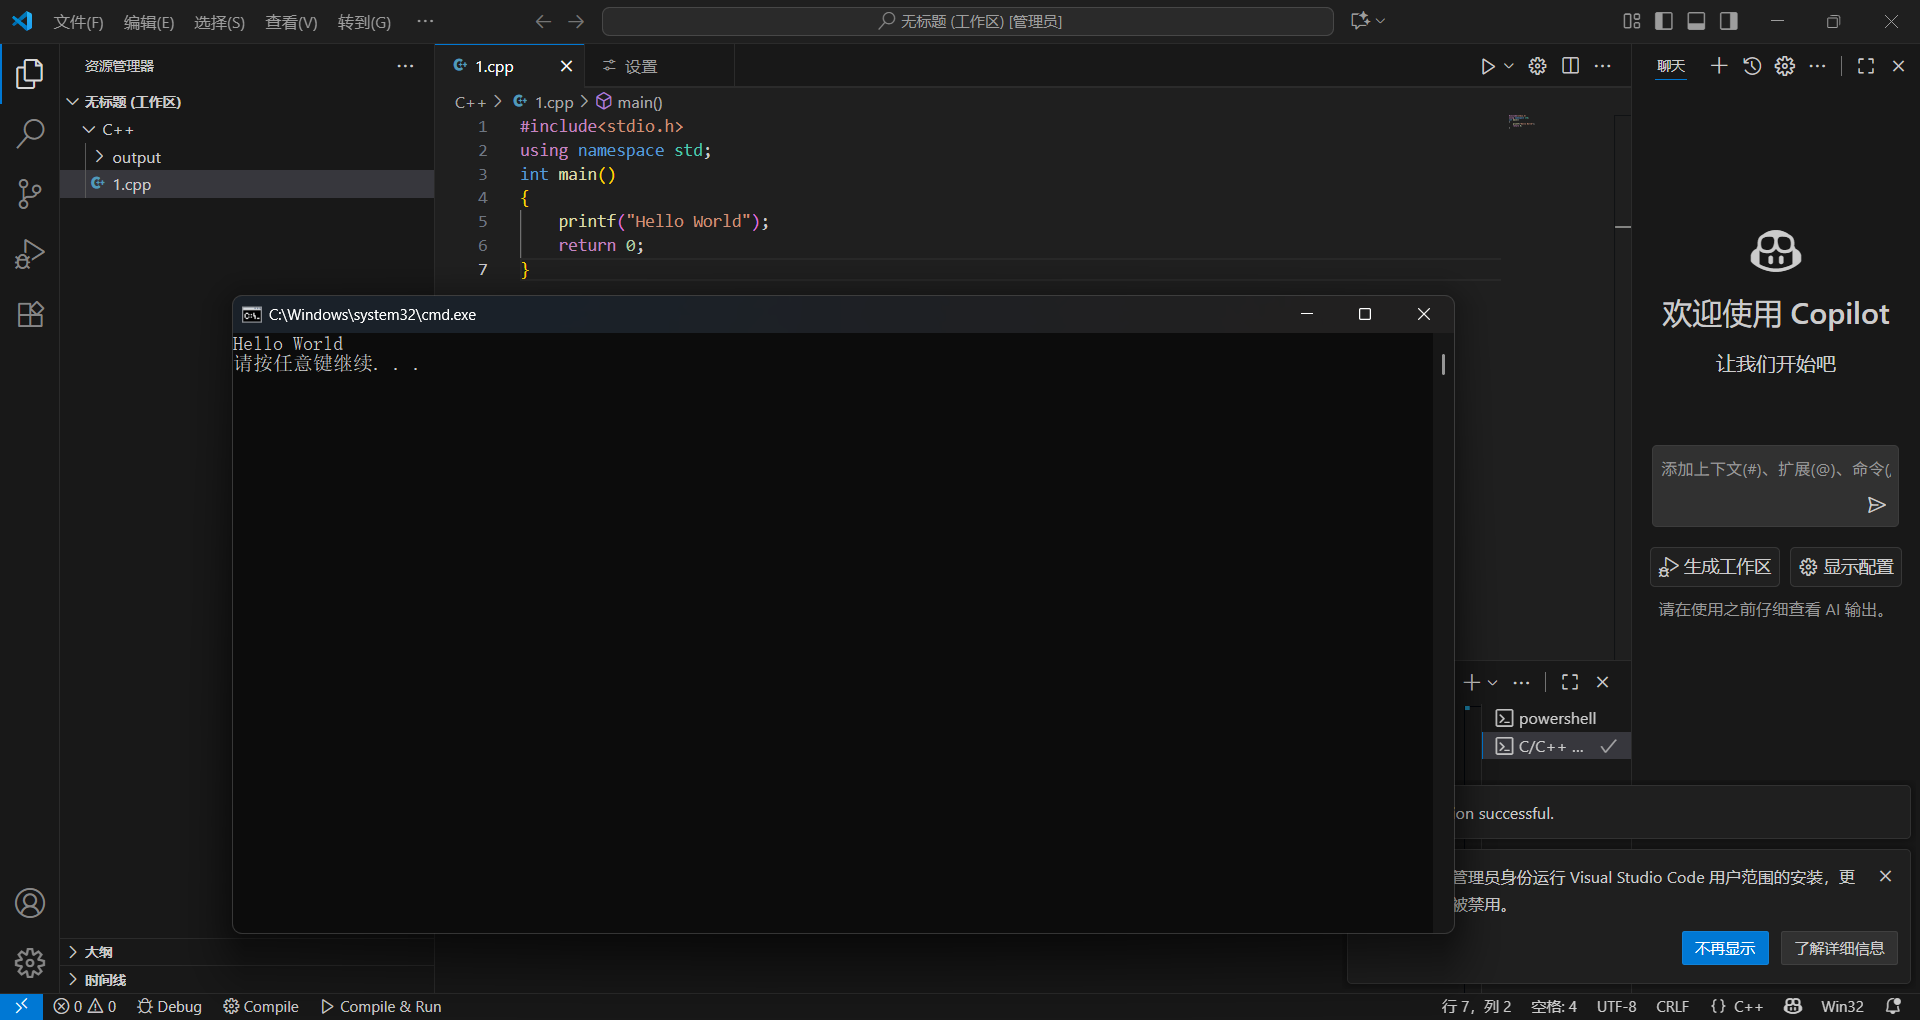 文件(F) 编辑(E) 选择(S) 查看(V) 转到(G) ··· 无标题 (工作区) [管理员]
资源管理器
无标题 (工作区)
C++
output
1.cpp
大纲
时间线
1.cpp 设置
C++ > 1.cpp > main()
1 #include<stdio.h>
2 using namespace std;
3 int main()
4 {
5 printf("Hello World");
6 return 0;
7 }
C:\Windows\system32\cmd.exe
Hello World
请按任意键继续. . .
powershell
C/C++ ...
聊天
欢迎使用 Copilot
让我们开始吧
添加上下文(#)、扩展(@)、命令(
生成工作区 显示配置
请在使用之前仔细查看 AI 输出。
ion successful.
管理员身份运行 Visual Studio Code 用户范围的安装，更
被禁用。
不再显示 了解详细信息
0 0 Debug Compile Compile & Run 行 7，列 2 空格: 4 UTF-8 CRLF {} C++ Win32